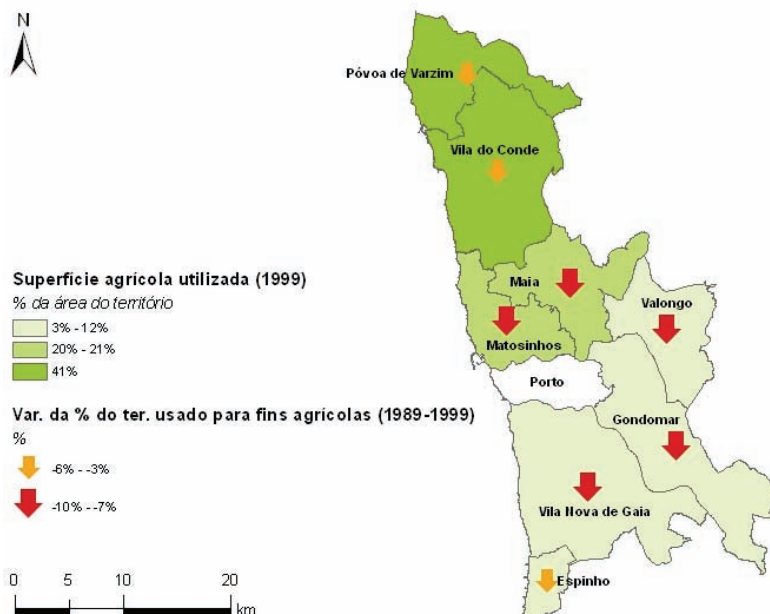 N
Póvoa de Varzim
Vila do Conde
Superfície agrícola utilizada (1999)
% da área do território
3% - 12%
20% - 21%
41%
Maia
Valongo
Matosinhos
Porto
Gondomar
Var. da % do ter. usado para fins agrícolas (1989-1999)
%
-6% - -3%
-10% - -7%
Vila Nova de Gaia
Espinho
0 5 10 20
km